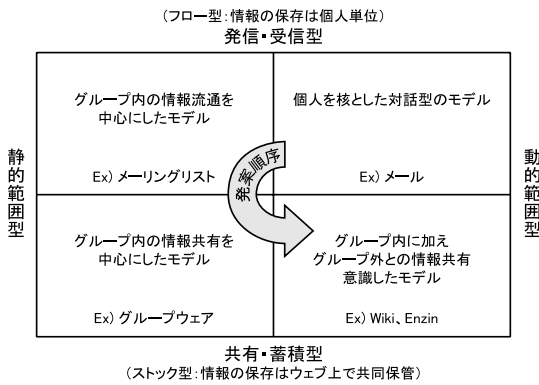 (フロー型:情報の保存は個人単位)
発信・受信型
静的範囲型
グループ内の情報流通を
中心にしたモデル
Ex) メーリングリスト
個人を核とした対話型のモデル
Ex) メール
発案順序
グループ内の情報共有を
中心にしたモデル
Ex) グループウェア
グループ内に加え
グループ外との情報共有
意識したモデル
Ex) Wiki、Enzin
動的範囲型
共有・蓄積型
(ストック型:情報の保存はウェブ上で共同保管)